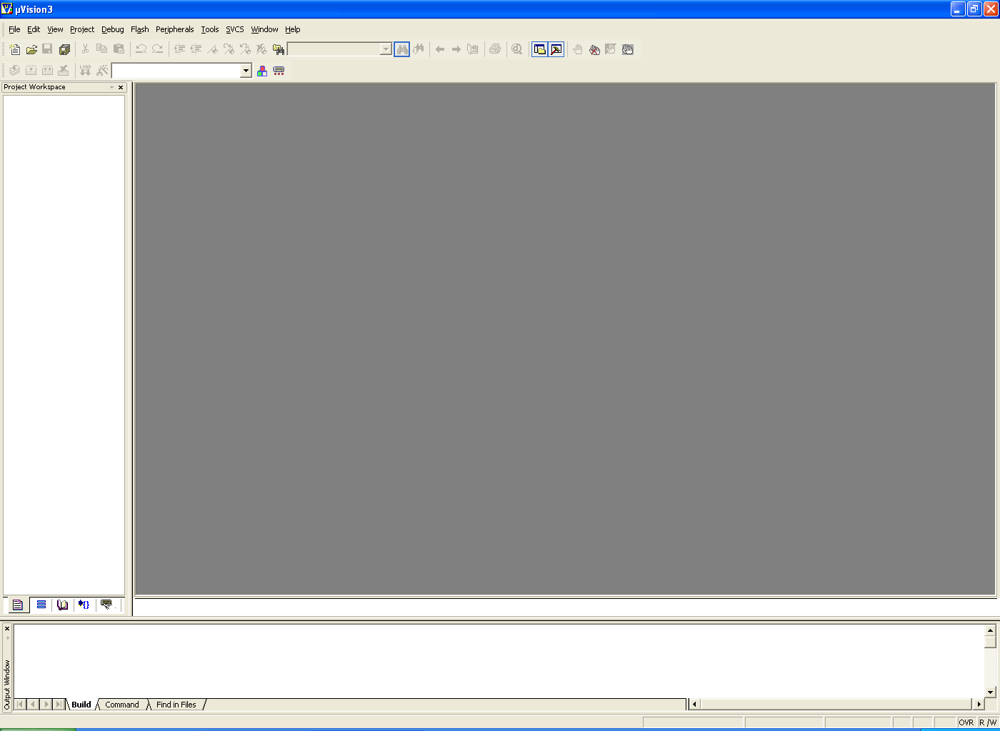 µVision3
File Edit View Project Debug Flash Peripherals Tools SVCS Window Help
LOAD
Project Workspace
Output Window
Build Command Find in Files
OVR R/W